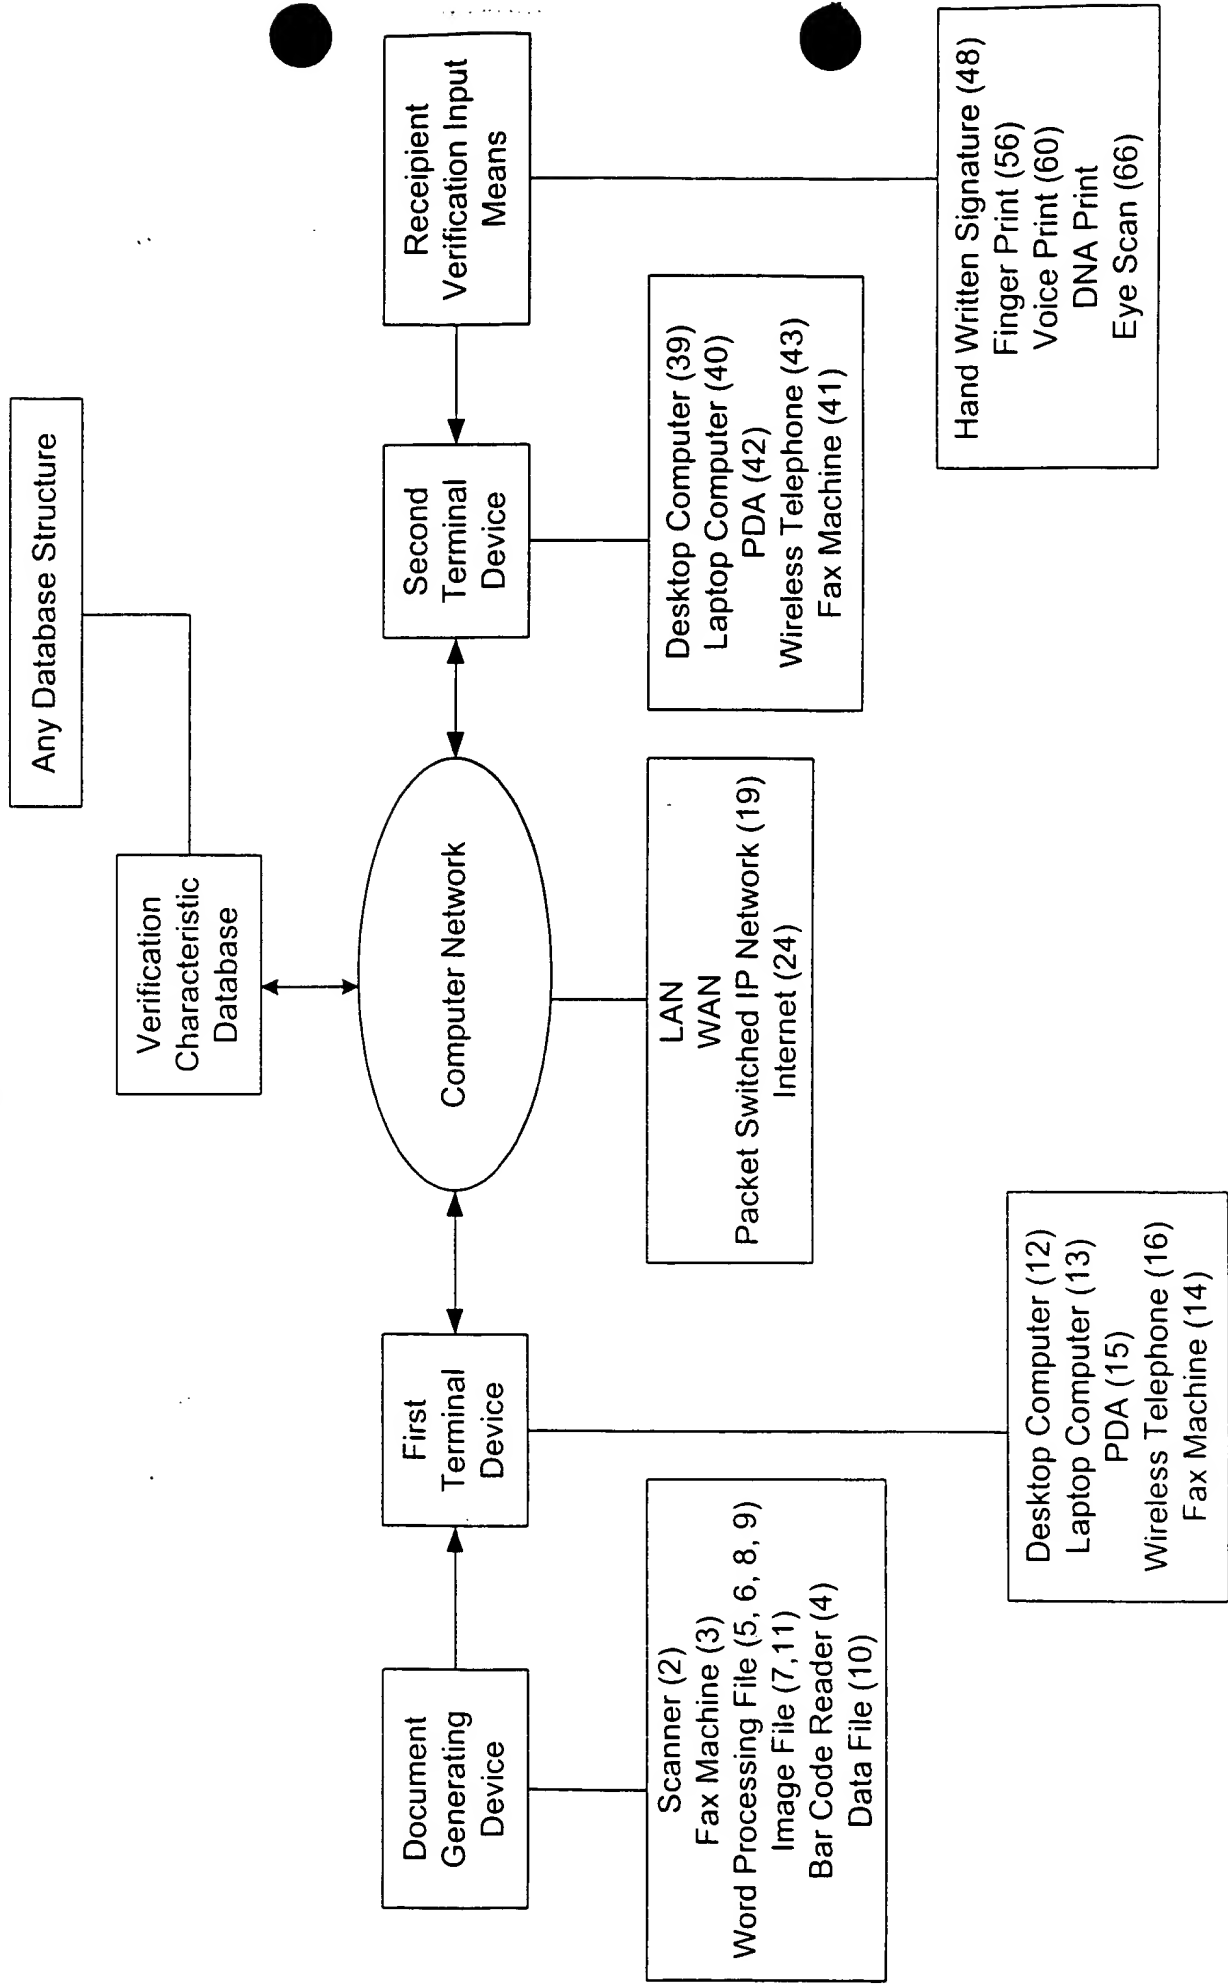 Any Database Structure
Verification
Characteristic
Database
Document
Generating
Device
First
Terminal
Device
Computer Network
Second
Terminal
Device
Receipient
Verification Input
Means
Scanner (2)
Fax Machine (3)
Word Processing File (5, 6, 8, 9)
Image File (7,11)
Bar Code Reader (4)
Data File (10)
LAN
WAN
Packet Switched IP Network (19)
Internet (24)
Desktop Computer (39)
Laptop Computer (40)
PDA (42)
Wireless Telephone (43)
Fax Machine (41)
Hand Written Signature (48)
Finger Print (56)
Voice Print (60)
DNA Print
Eye Scan (66)
Desktop Computer (12)
Laptop Computer (13)
PDA (15)
Wireless Telephone (16)
Fax Machine (14)